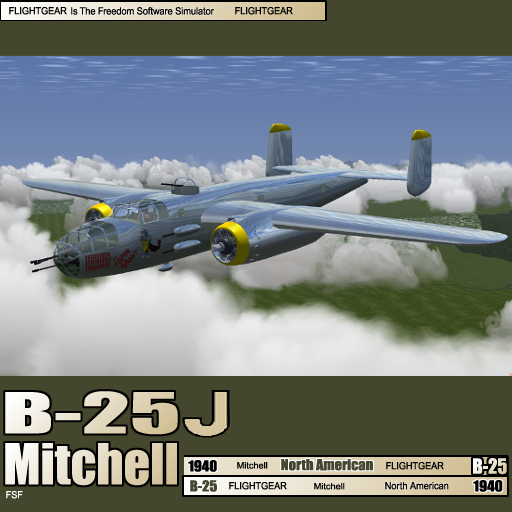 FLIGHTGEAR Is The Freedom Software Simulator FLIGHTGEAR
B-25J
Mitchell
1940 Mitchell North American FLIGHTGEAR B-25
B-25 FLIGHTGEAR Mitchell North American 1940
FSF